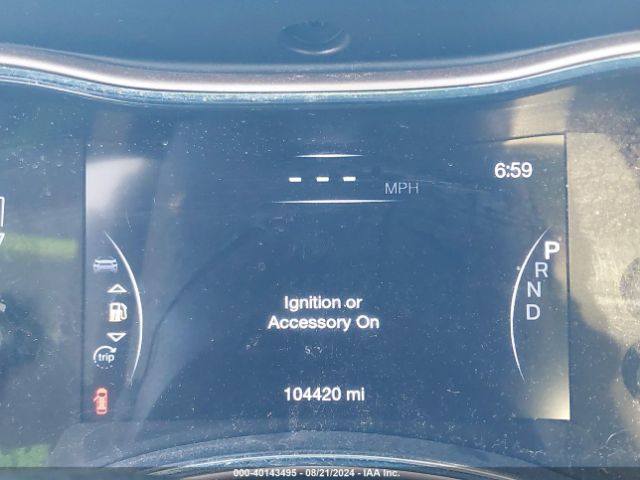 6:59
--- MPH
P
R
N
D
Ignition or
Accessory On
trip
104420 mi
000-40143495 - 08/21/2024 - IAA Inc.